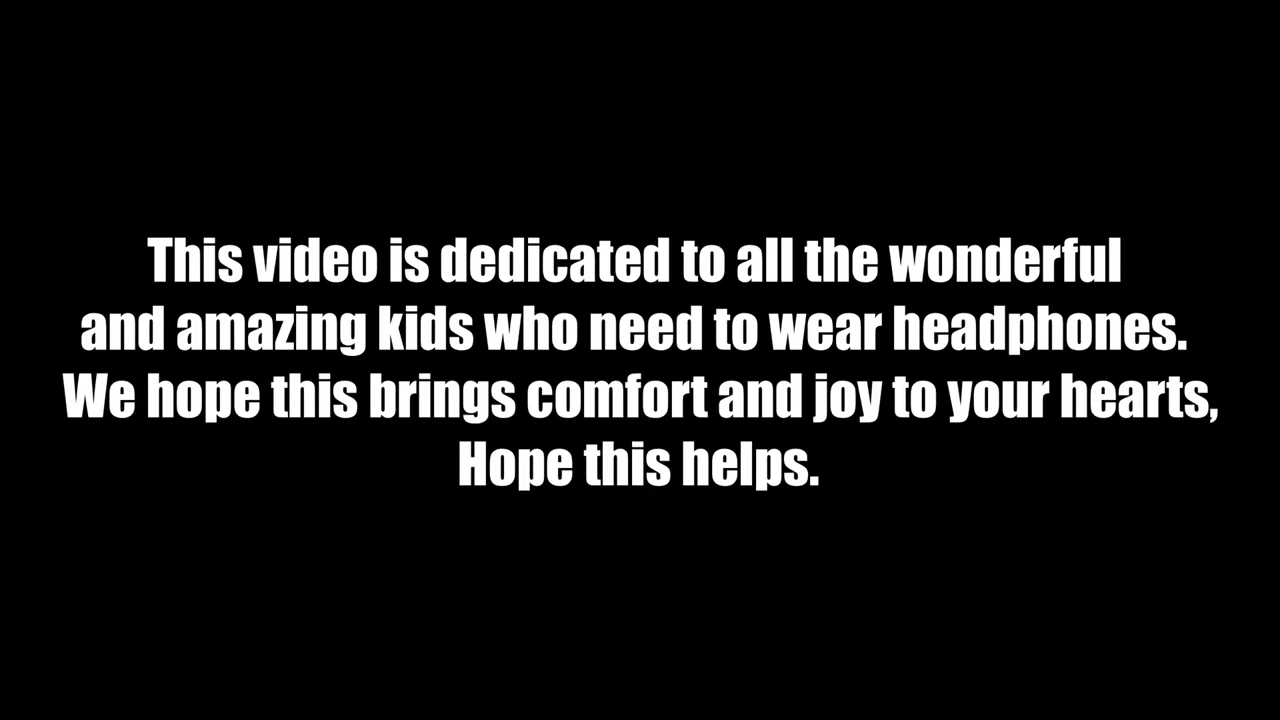 This video is dedicated to all the wonderful
and amazing kids who need to wear headphones.
We hope this brings comfort and joy to your hearts,
Hope this helps.